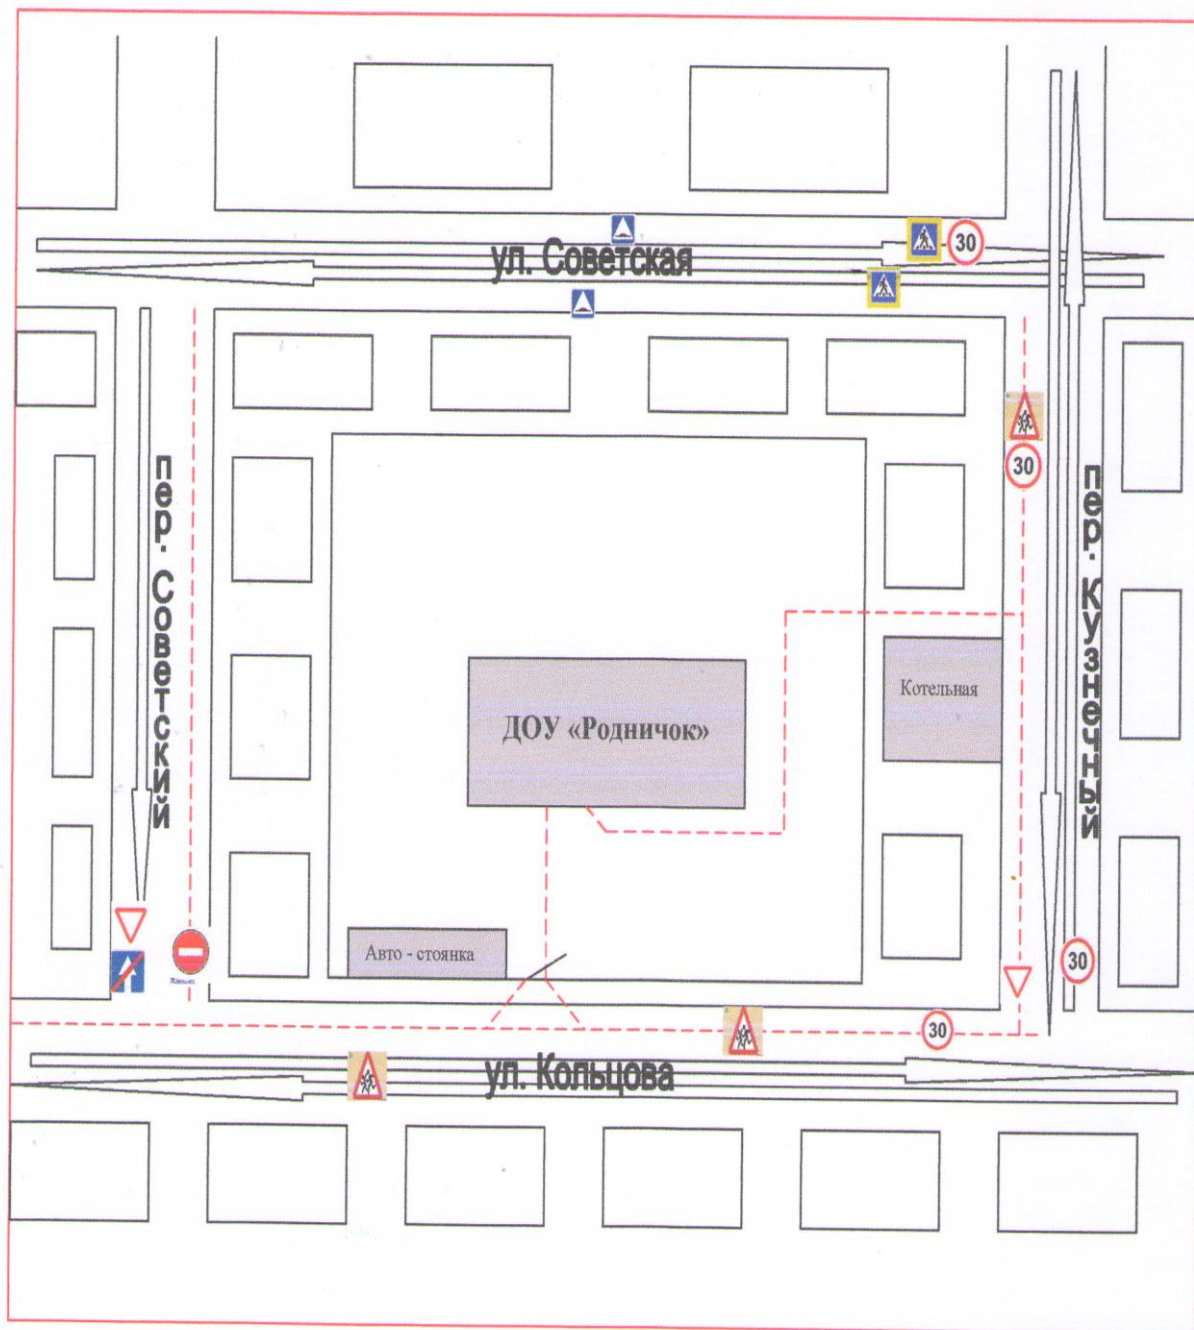 30
ул. Советская
30
пер. Советский
пер. Кузнечный
Котельная
ДОУ «Родничок»
Авто - стоянка
30
30
ул. Кольцова